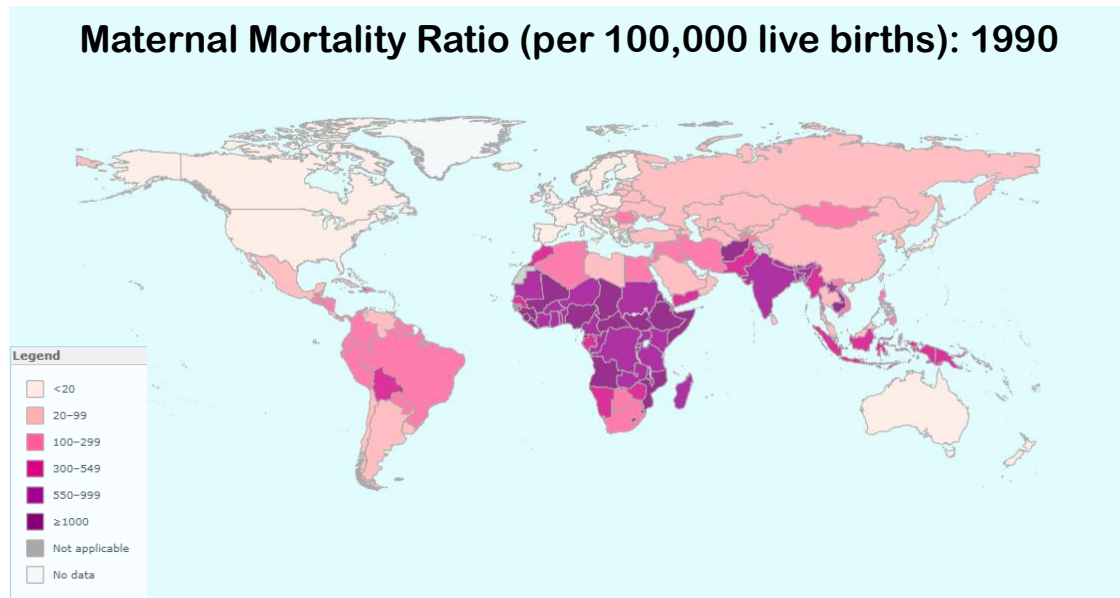 Maternal Mortality Ratio (per 100,000 live births): 1990
Legend
<20
20–99
100–299
300–549
550–999
≥1000
Not applicable
No data